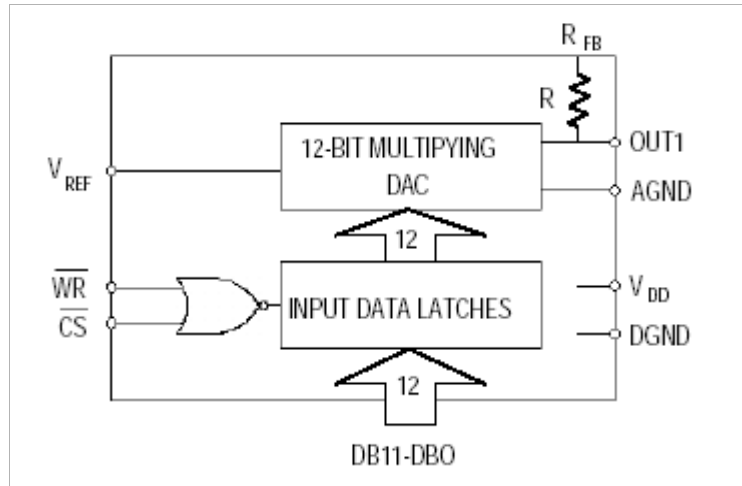 R FB
R
12-BIT MULTIPYING
DAC
OUT1
V REF
AGND
12
WR
CS
INPUT DATA LATCHES
V DD
DGND
12
DB11-DBO